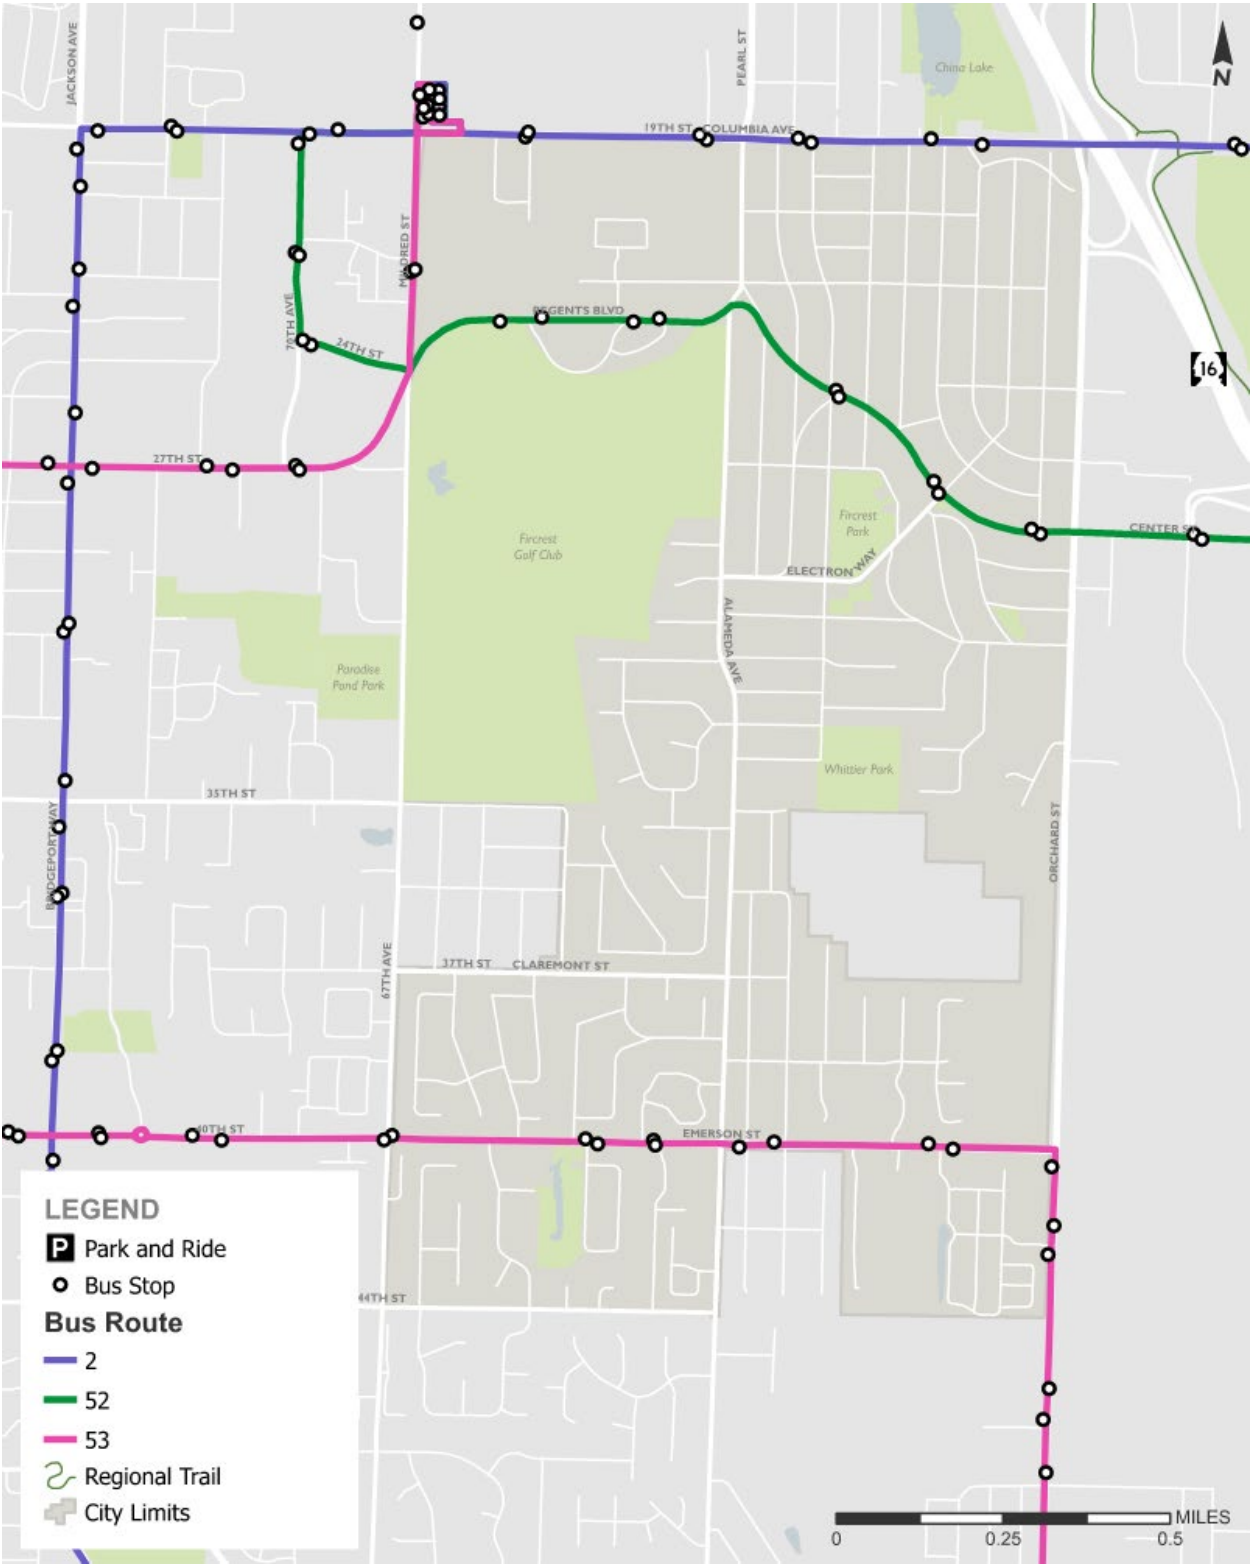 JACKSON AVE
PEARL ST
China Lake
N
19TH ST
COLUMBIA AVE
MILDRED ST
REGENTS BLVD
70TH AVE
24TH ST
16
27TH ST
Fircrest
Golf Club
Fircrest
Park
CENTER ST
ELECTRON WAY
ALAMEDA AVE
Paradise
Pond Park
Whittier Park
35TH ST
BRIDGEPORT WAY
ORCHARD ST
67TH AVE
37TH ST
CLAREMONT ST
40TH ST
EMERSON ST
44TH ST
LEGEND
P Park and Ride
Bus Stop
Bus Route
2
52
53
Regional Trail
City Limits
MILES
0 0.25 0.5